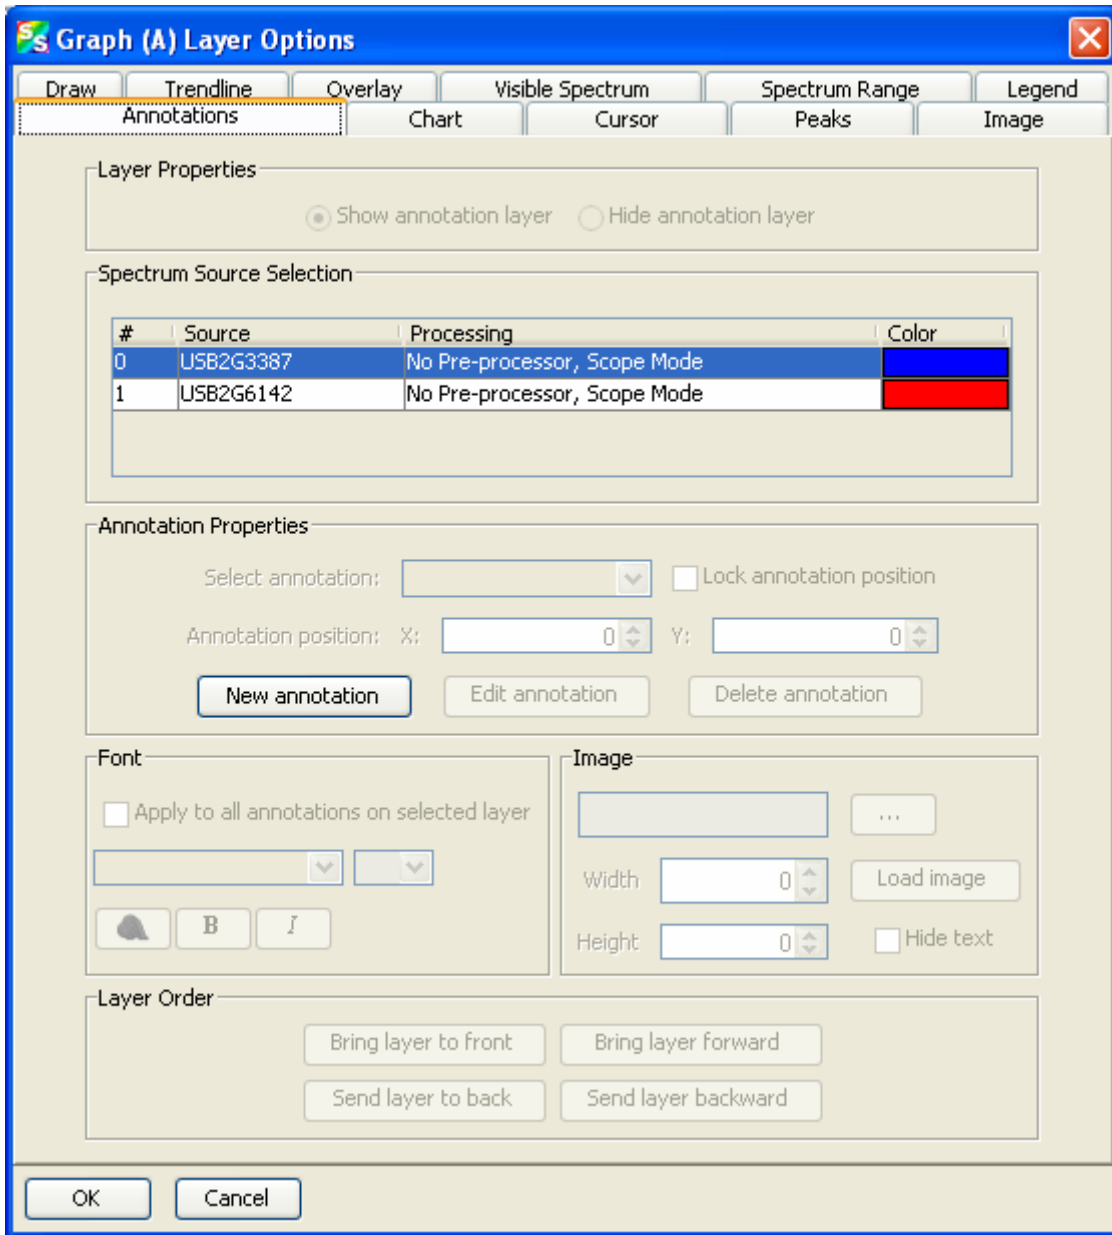 SS Graph (A) Layer Options
Draw Trendline Overlay Visible Spectrum Spectrum Range Legend
Annotations Chart Cursor Peaks Image
Layer Properties
Show annotation layer Hide annotation layer
Spectrum Source Selection
# Source Processing Color
0 USB2G3387 No Pre-processor, Scope Mode
1 USB2G6142 No Pre-processor, Scope Mode
Annotation Properties
Select annotation: Lock annotation position
Annotation position: X: 0 Y: 0
New annotation Edit annotation Delete annotation
Font
Apply to all annotations on selected layer
B I
Image
...
Width 0 Load image
Height 0 Hide text
Layer Order
Bring layer to front Bring layer forward
Send layer to back Send layer backward
OK Cancel